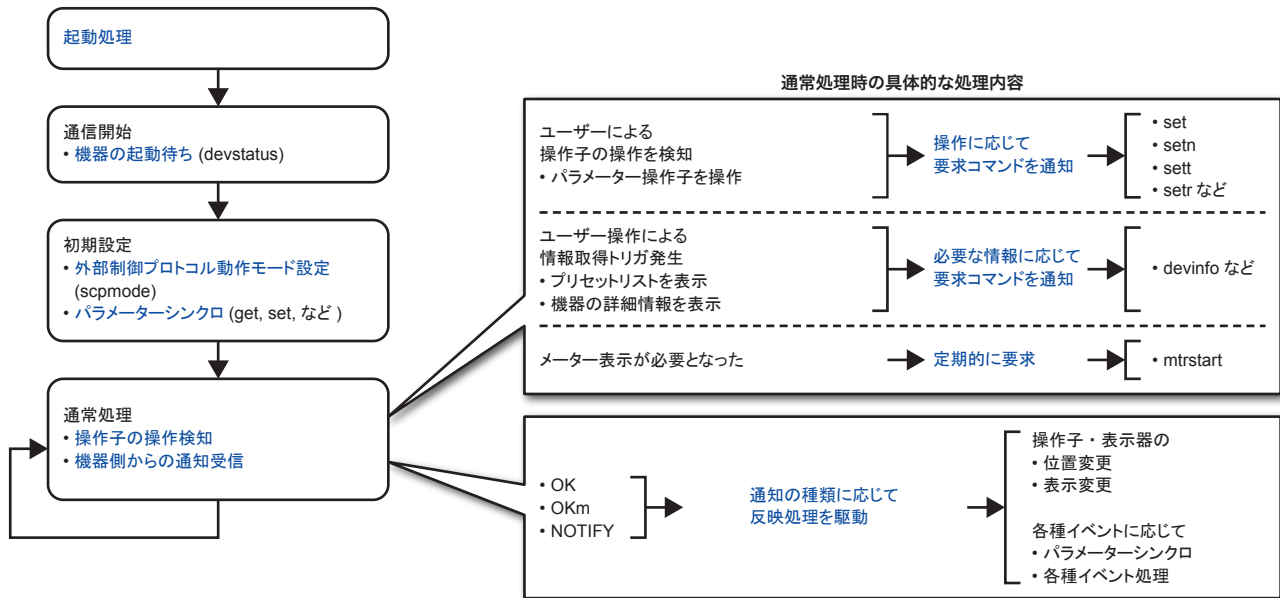 起動処理
通信開始
• 機器の起動待ち (devstatus)
初期設定
• 外部制御プロトコル動作モード設定
(scpmode)
• パラメーターシンクロ (get, set, など )
通常処理
• 操作子の操作検知
• 機器側からの通知受信
通常処理時の具体的な処理内容
ユーザーによる
操作子の操作を検知
• パラメーター操作子を操作
操作に応じて
要求コマンドを通知
• set
• setn
• sett
• setr など
ユーザー操作による
情報取得トリガ発生
• プリセットリストを表示
• 機器の詳細情報を表示
必要な情報に応じて
要求コマンドを通知
• devinfo など
メーター表示が必要となった
定期的に要求
• mtrstart
• OK
• OKm
• NOTIFY
通知の種類に応じて
反映処理を駆動
操作子・表示器の
• 位置変更
• 表示変更
各種イベントに応じて
• パラメーターシンクロ
• 各種イベント処理